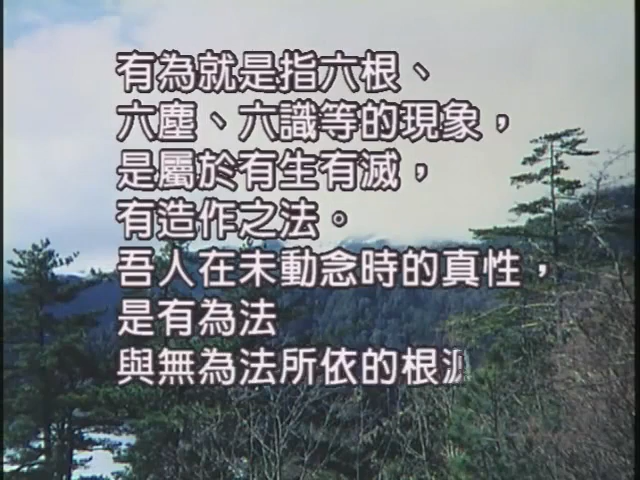 有為就是指六根、
六塵、六識等的現象，
是屬於有生有滅，
有造作之法。
吾人在未動念時的真性，
是有為法
與無為法所依的根